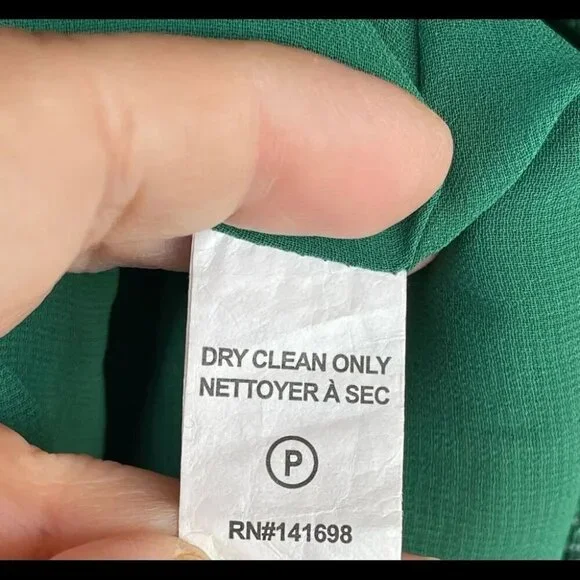 DRY CLEAN ONLY
NETTOYER À SEC
P
RN#141698